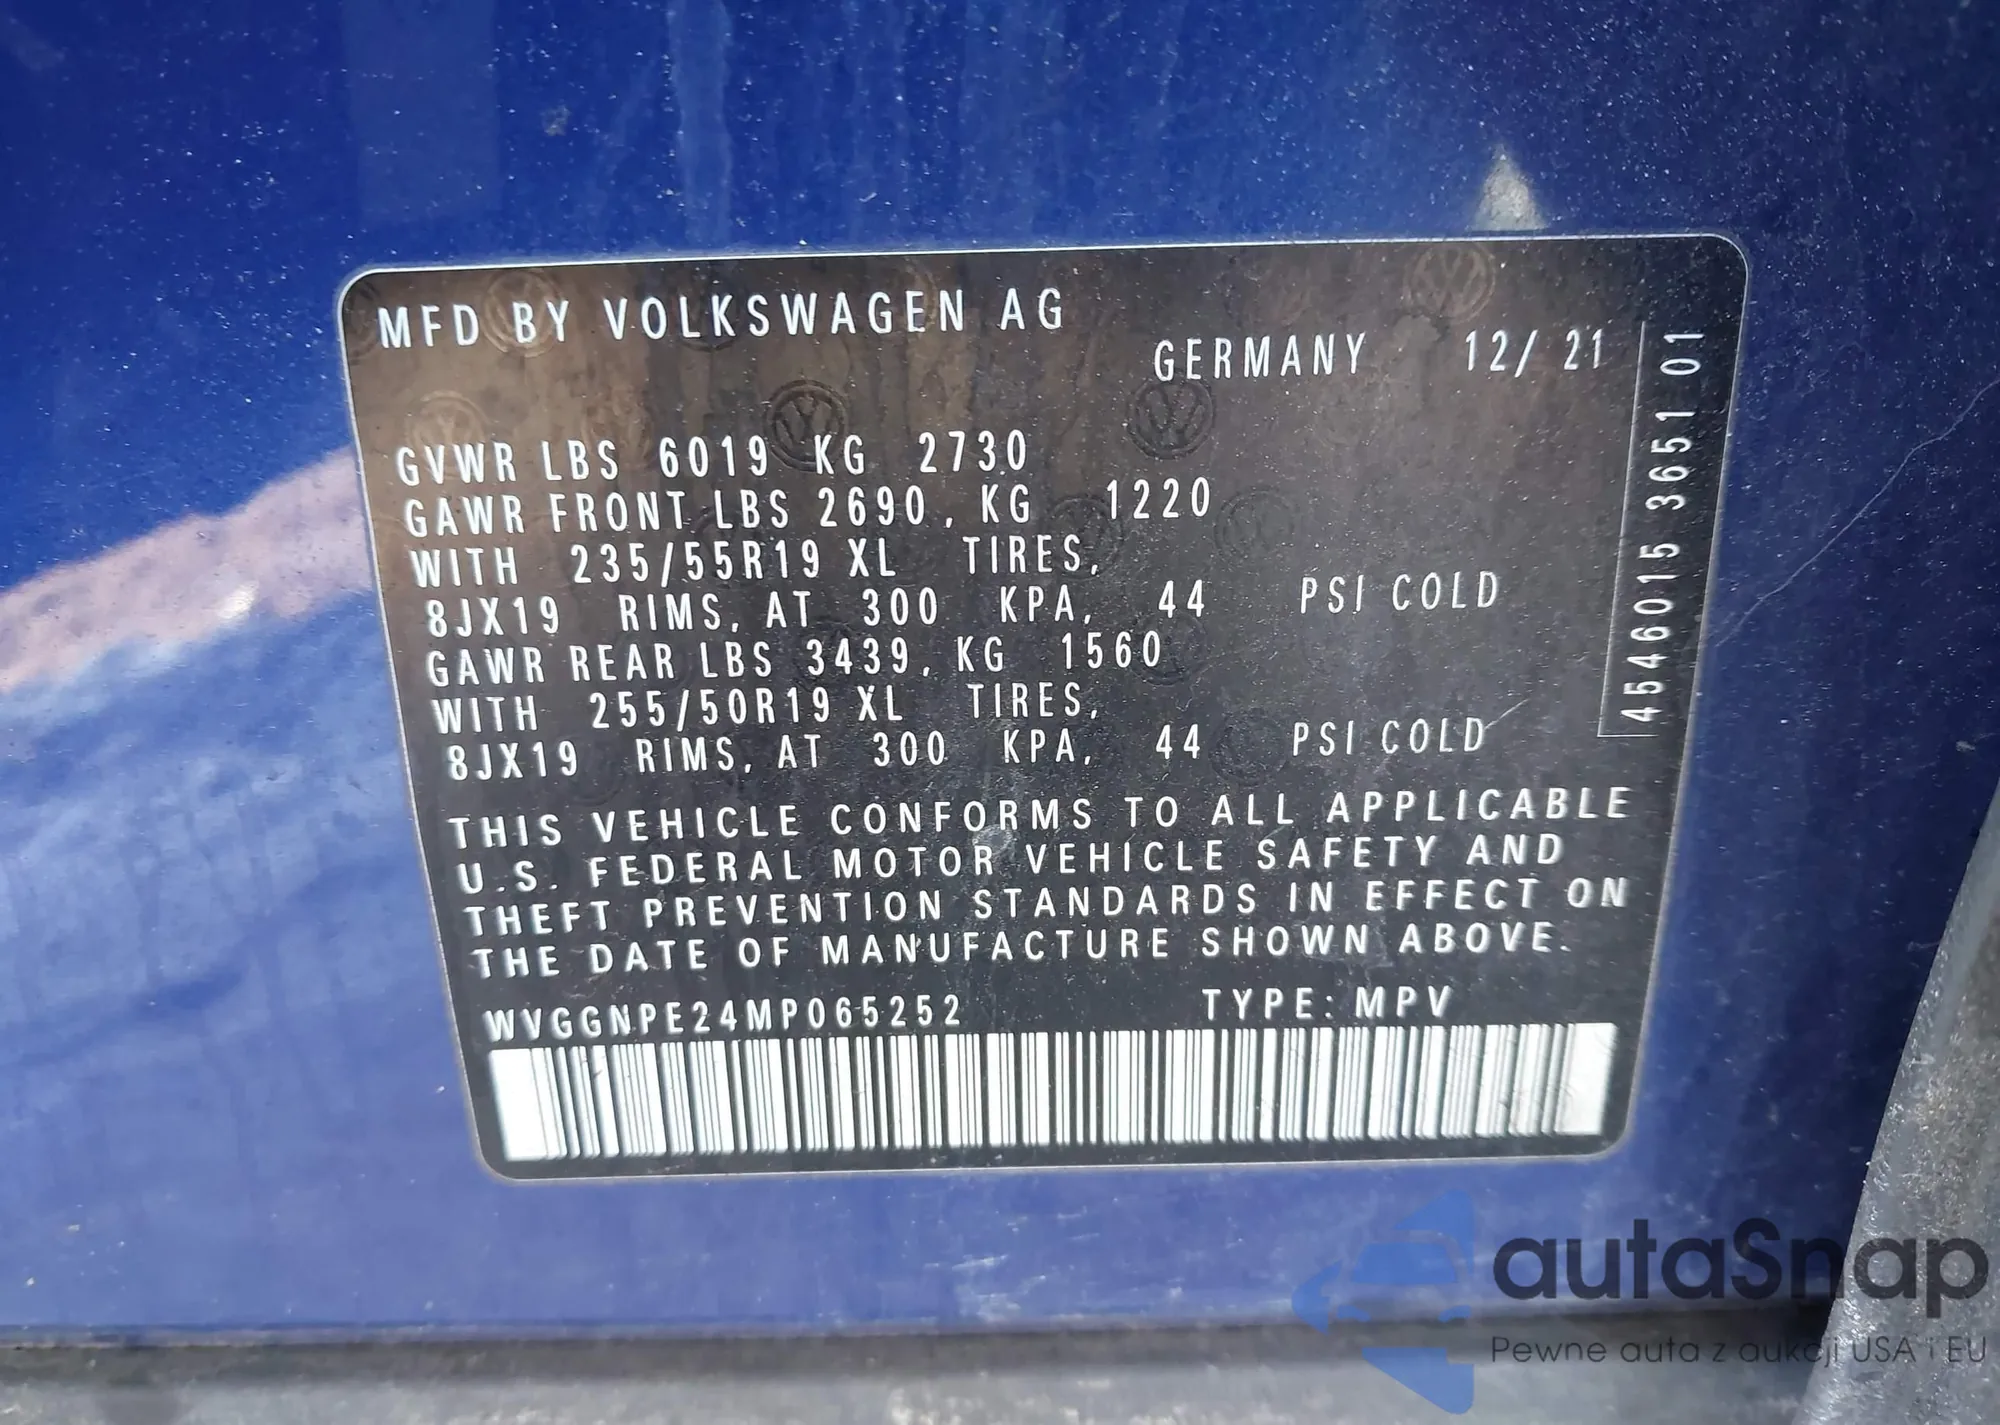 MFD BY VOLKSWAGEN AG
GERMANY 12/ 21
GVWR LBS 6019 KG 2730
GAWR FRONT LBS 2690, KG 1220
WITH 235/55R19 XL TIRES,
8JX19 RIMS, AT 300 KPA, 44 PSI COLD
GAWR REAR LBS 3439, KG 1560
WITH 255/50R19 XL TIRES,
8JX19 RIMS, AT 300 KPA, 44 PSI COLD
THIS VEHICLE CONFORMS TO ALL APPLICABLE
U.S. FEDERAL MOTOR VEHICLE SAFETY AND
THEFT PREVENTION STANDARDS IN EFFECT ON
THE DATE OF MANUFACTURE SHOWN ABOVE.
WVGGNPE24MP065252 TYPE: MPV
4546015 3651 01
autaSnap
Pewne auta z aukcji USA i EU